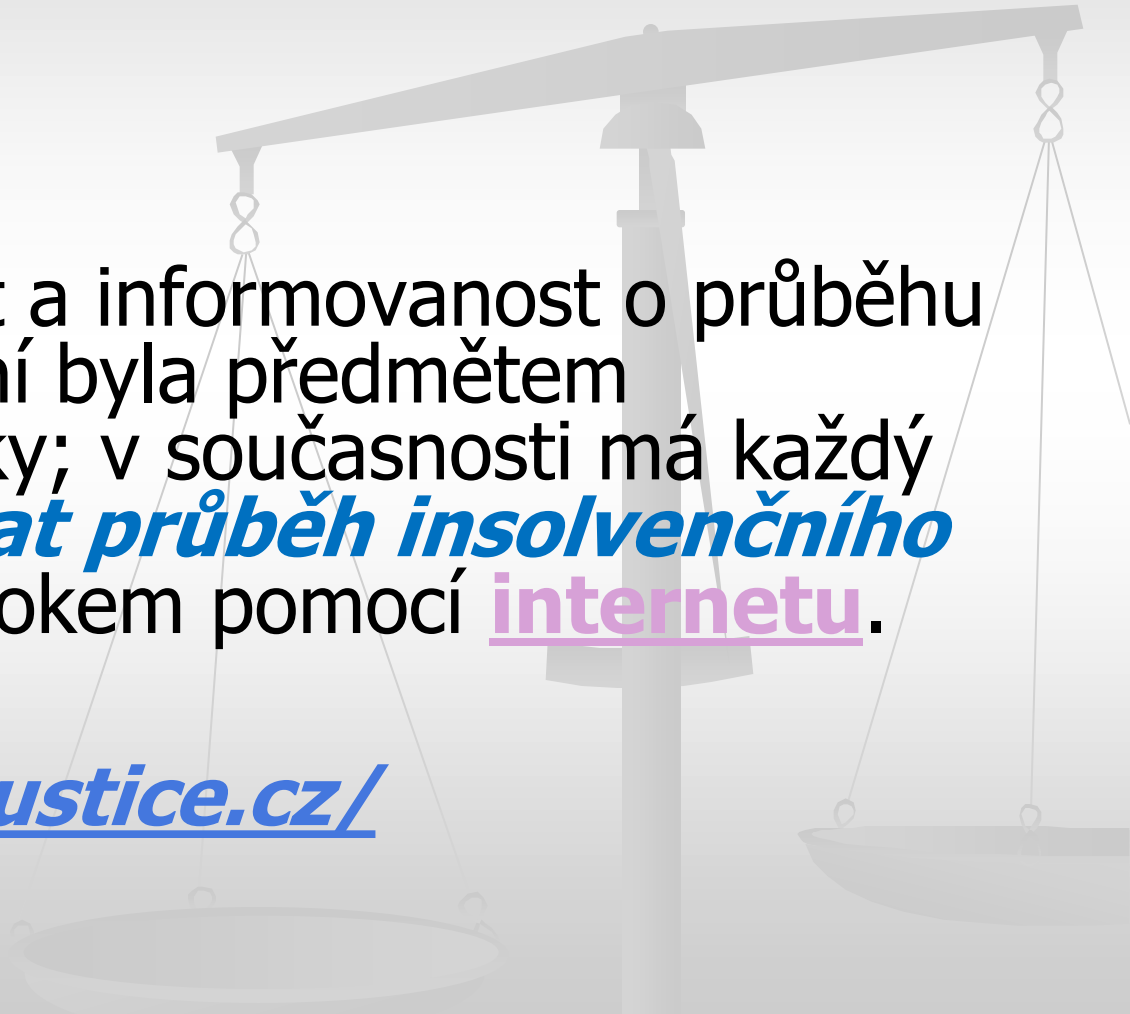 t a informovanost o průběhu
ní byla předmětem
ky; v současnosti má každý
at průběh insolvenčního
okem pomocí internetu.
ustice.cz/